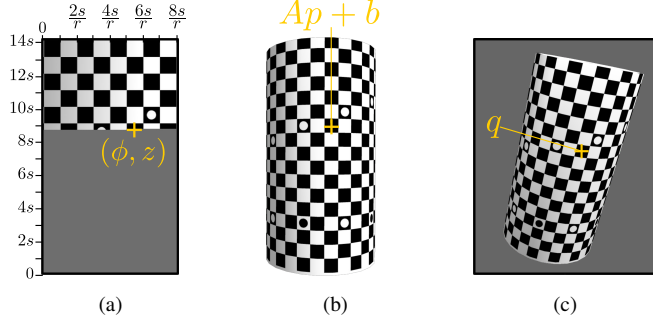 0 2s/r 4s/r 6s/r 8s/r
14s
12s
10s
8s
6s
4s
2s
0
(ϕ, z)
(a)
Ap + b
(b)
q
(c)